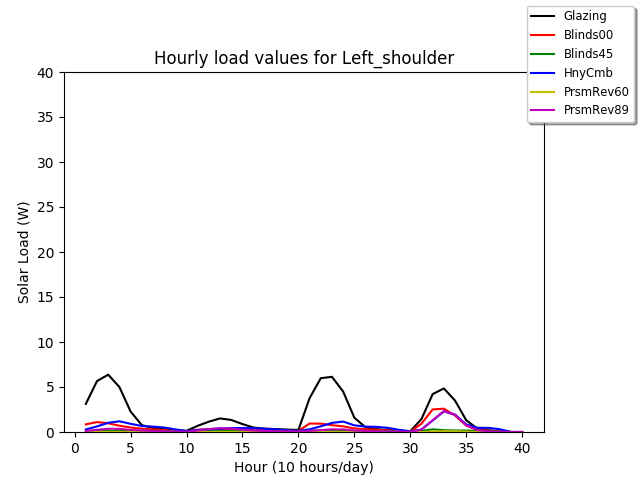 Glazing
Blinds00
Blinds45
HnyCmb
PrsmRev60
PrsmRev89
Hourly load values for Left_shoulder
40
35
30
25
20
15
10
5
0
Solar Load (W)
0 5 10 15 20 25 30 35 40
Hour (10 hours/day)